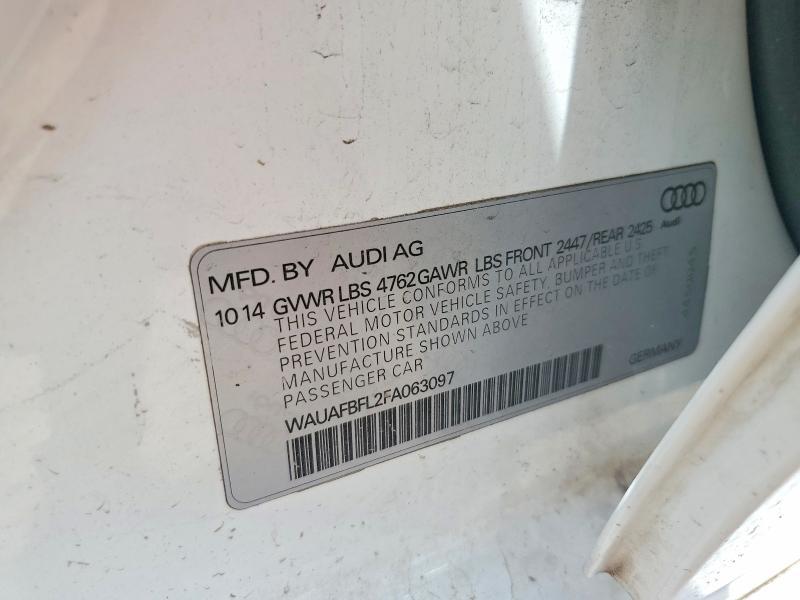 Audi
MFD. BY AUDI AG
10 14 GVWR LBS 4762 GAWR LBS FRONT 2447/REAR 2425
THIS VEHICLE CONFORMS TO ALL APPLICABLE U.S.
FEDERAL MOTOR VEHICLE SAFETY, BUMPER AND THEFT
PREVENTION STANDARDS IN EFFECT ON THE DATE OF
MANUFACTURE SHOWN ABOVE
PASSENGER CAR
GERMANY
WAUAFBFL2FA063097